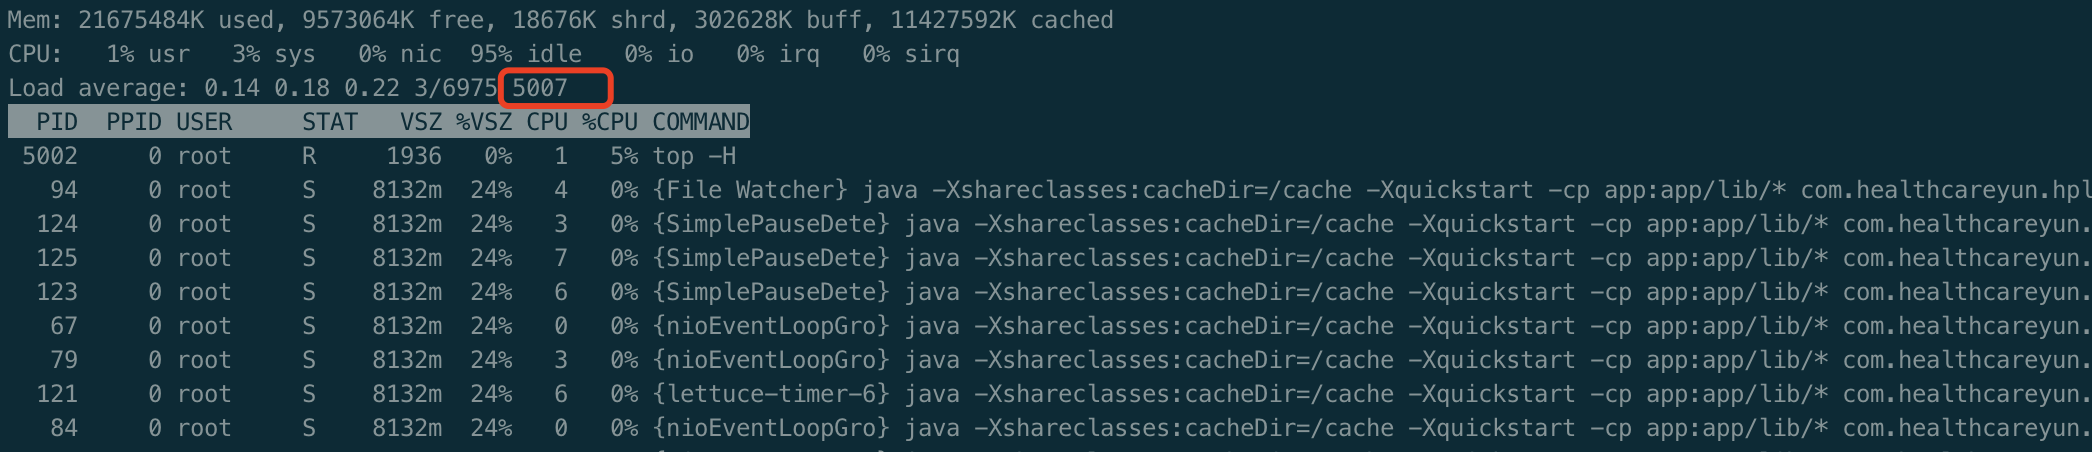 Mem: 21675484K used, 9573064K free, 18676K shrd, 302628K buff, 11427592K cached
CPU:   1% usr   3% sys   0% nic  95% idle   0% io   0% irq   0% sirq
Load average: 0.14 0.18 0.22 3/6975 5007
  PID  PPID USER     STAT   VSZ %VSZ CPU %CPU COMMAND
 5002     0 root     R     1936   0%   1   5% top -H
   94     0 root     S    8132m  24%   4   0% {File Watcher} java -Xshareclasses:cacheDir=/cache -Xquickstart -cp app:app/lib/* com.healthcareyun.hpl
  124     0 root     S    8132m  24%   3   0% {SimplePauseDete} java -Xshareclasses:cacheDir=/cache -Xquickstart -cp app:app/lib/* com.healthcareyun.
  125     0 root     S    8132m  24%   7   0% {SimplePauseDete} java -Xshareclasses:cacheDir=/cache -Xquickstart -cp app:app/lib/* com.healthcareyun.
  123     0 root     S    8132m  24%   6   0% {SimplePauseDete} java -Xshareclasses:cacheDir=/cache -Xquickstart -cp app:app/lib/* com.healthcareyun.
   67     0 root     S    8132m  24%   0   0% {nioEventLoopGro} java -Xshareclasses:cacheDir=/cache -Xquickstart -cp app:app/lib/* com.healthcareyun.
   79     0 root     S    8132m  24%   3   0% {nioEventLoopGro} java -Xshareclasses:cacheDir=/cache -Xquickstart -cp app:app/lib/* com.healthcareyun.
  121     0 root     S    8132m  24%   6   0% {lettuce-timer-6} java -Xshareclasses:cacheDir=/cache -Xquickstart -cp app:app/lib/* com.healthcareyun.
   84     0 root     S    8132m  24%   0   0% {nioEventLoopGro} java -Xshareclasses:cacheDir=/cache -Xquickstart -cp app:app/lib/* com.healthcareyun.